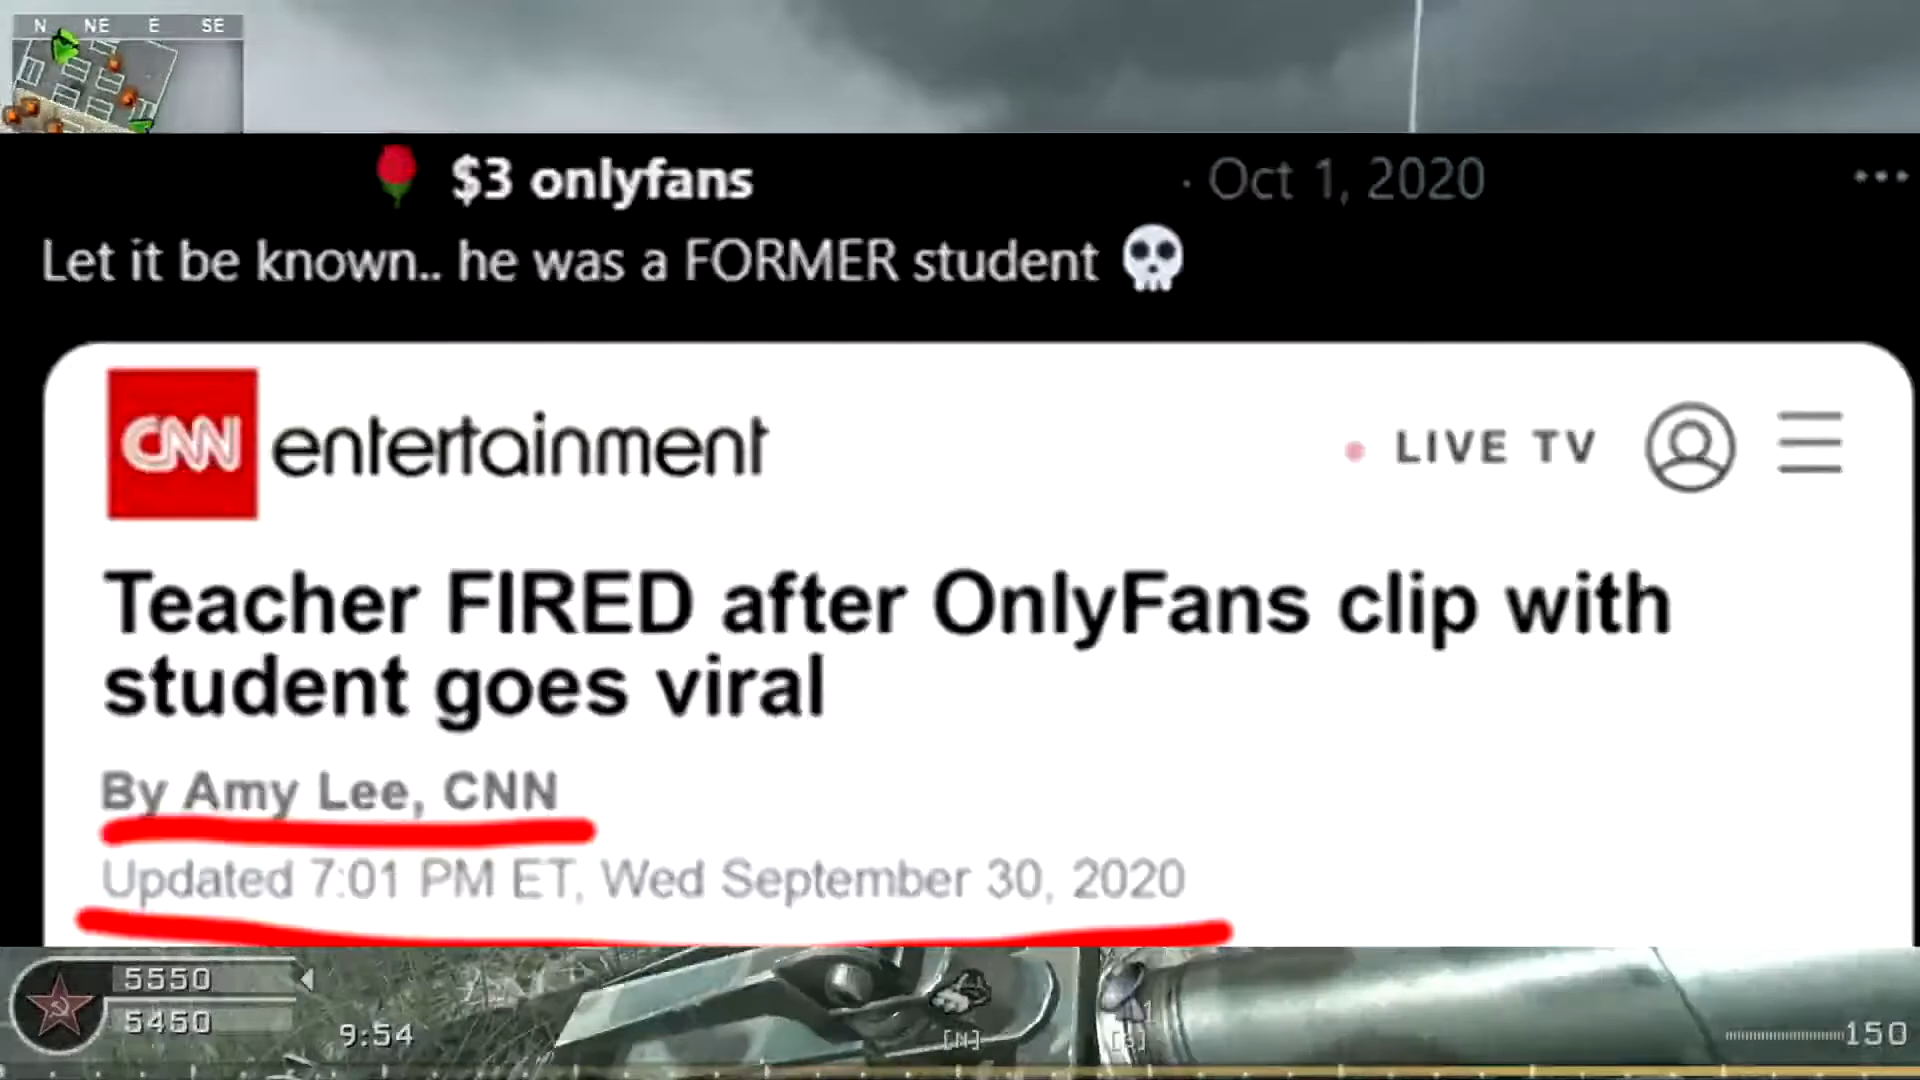 N NE E SE
$3 onlyfans · Oct 1, 2020
Let it be known.. he was a FORMER student
CNN entertainment LIVE TV
Teacher FIRED after OnlyFans clip with
student goes viral
By Amy Lee, CNN
Updated 7:01 PM ET, Wed September 30, 2020
5550
5450
9:54
[N]
150